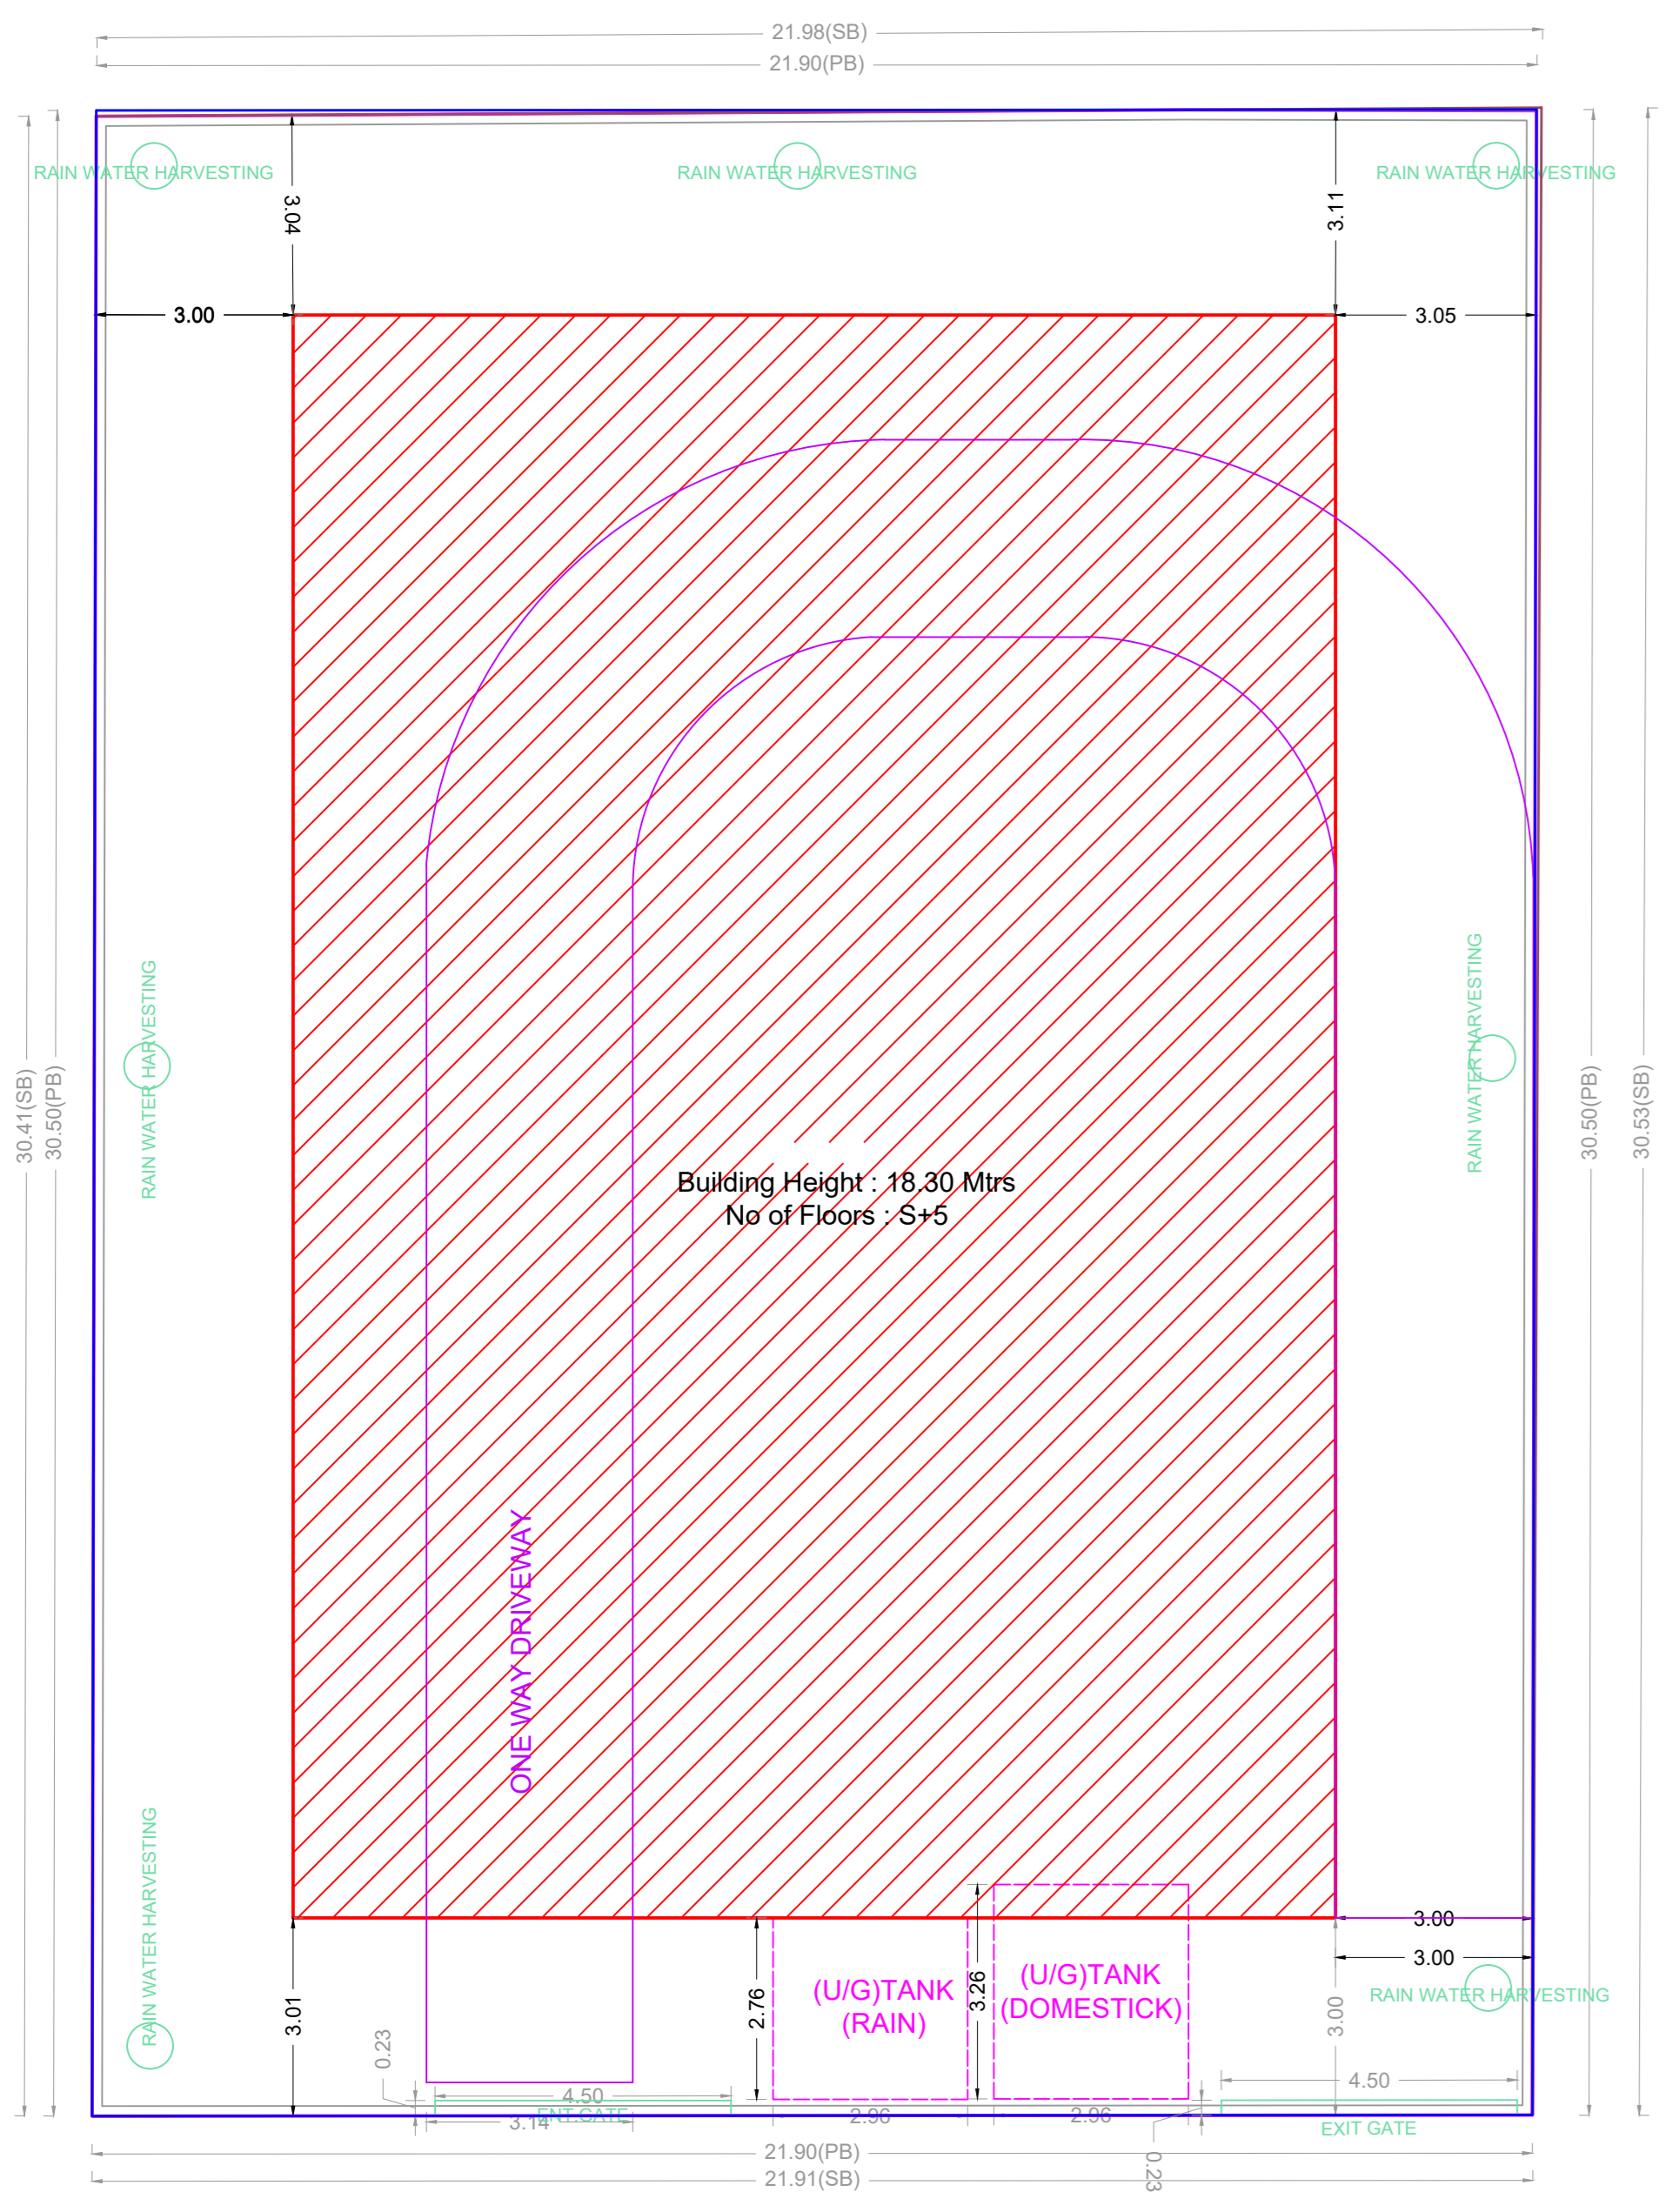 21.98(SB)
21.90(PB)
RAIN WATER HARVESTING
RAIN WATER HARVESTING
RAIN WATER HARVESTING
3.04
3.11
3.00
3.05
RAIN WATER HARVESTING
RAIN WATER HARVESTING
30.41(SB)
30.50(PB)
30.50(PB)
30.53(SB)
Building Height : 18.30 Mtrs
No of Floors : S+5
ONE WAY DRIVEWAY
RAIN WATER HARVESTING
3.00
3.00
(U/G)TANK
(RAIN)
(U/G)TANK
(DOMESTICK)
RAIN WATER HARVESTING
3.01
2.76
3.26
3.00
0.23
4.50
4.50
ENT.GATE
3.14
2.96
2.96
EXIT GATE
0.23
21.90(PB)
21.91(SB)